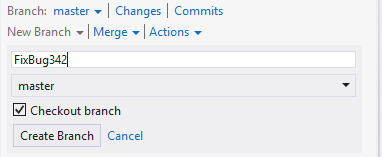 Branch: master Changes Commits
New Branch Merge Actions
FixBug342
master
Checkout branch
Create Branch Cancel